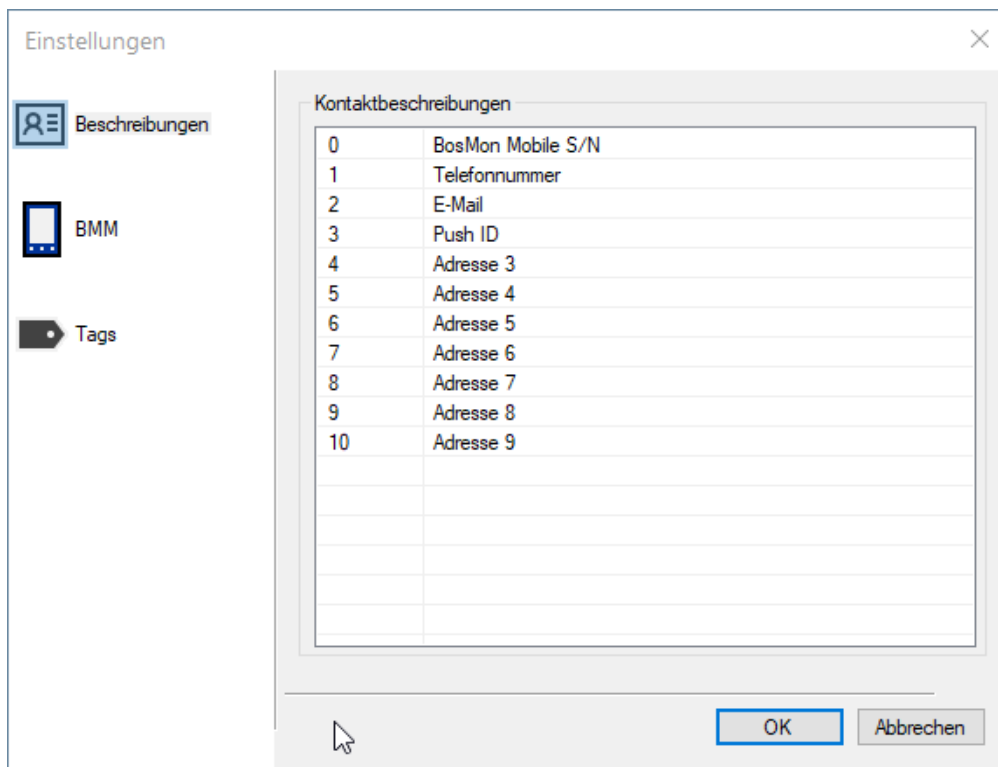 Einstellungen
Beschreibungen
BMM
Tags
Kontaktbeschreibungen
0 BosMon Mobile S/N
1 Telefonnummer
2 E-Mail
3 Push ID
4 Adresse 3
5 Adresse 4
6 Adresse 5
7 Adresse 6
8 Adresse 7
9 Adresse 8
10 Adresse 9
OK Abbrechen